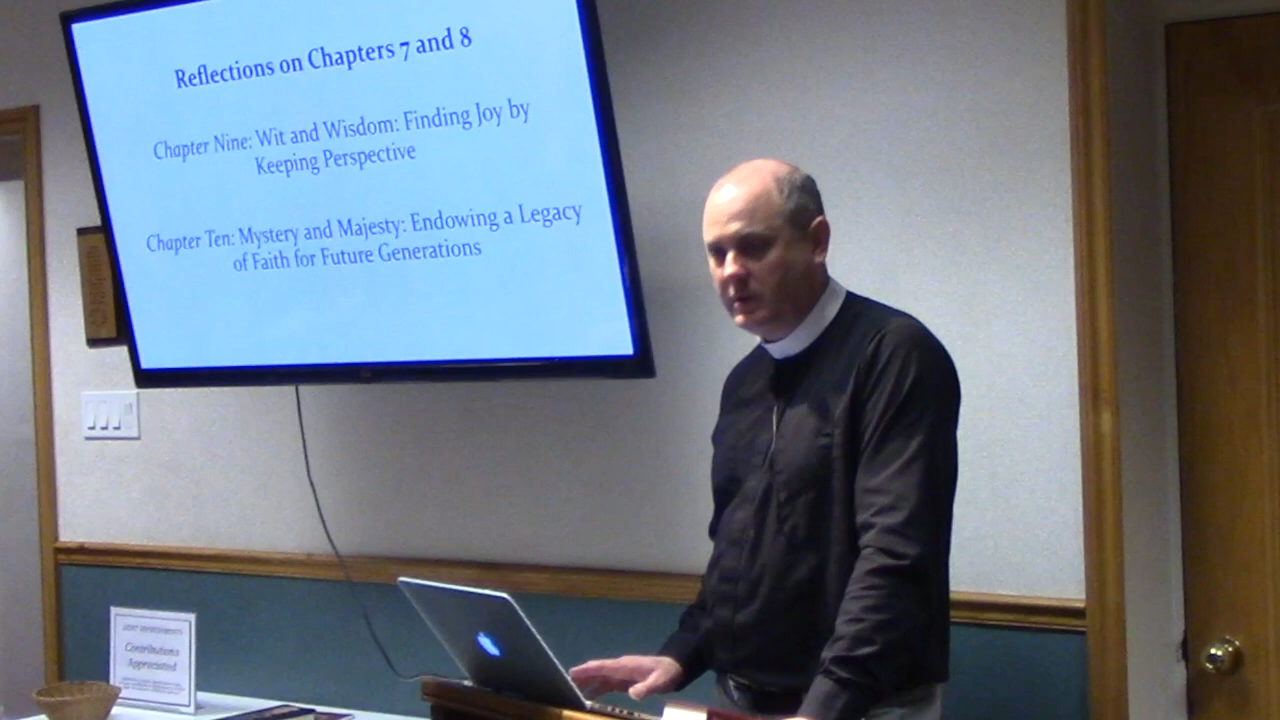 Reflections on Chapters 7 and 8
Chapter Nine: Wit and Wisdom: Finding Joy by
Keeping Perspective
Chapter Ten: Mystery and Majesty: Endowing a Legacy
of Faith for Future Generations
Contributions
Appreciated